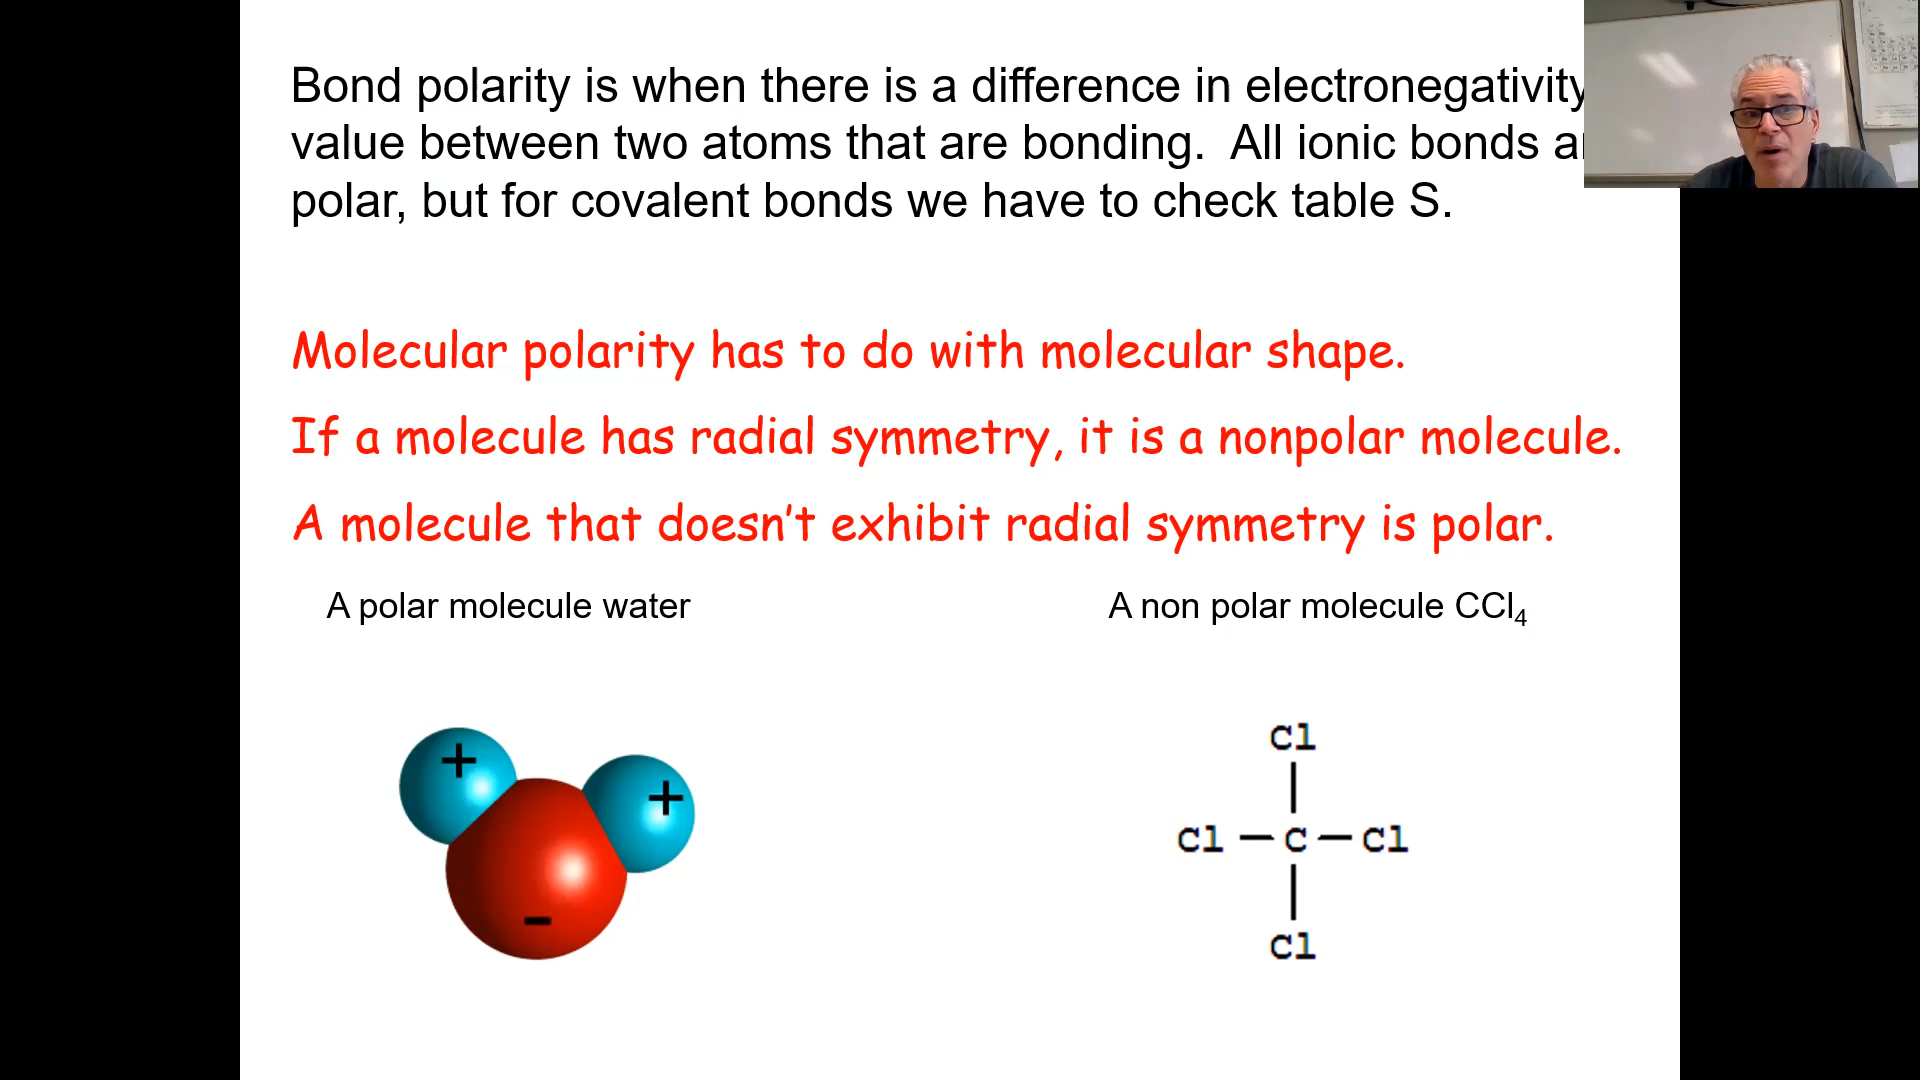 Bond polarity is when there is a difference in electronegativity
value between two atoms that are bonding. All ionic bonds
polar, but for covalent bonds we have to check table S.
Molecular polarity has to do with molecular shape.
If a molecule has radial symmetry, it is a nonpolar molecule.
A molecule that doesn't exhibit radial symmetry is polar.
A polar molecule water
A non polar molecule CCl₄
+
+
-
Cl
Cl — C — Cl
Cl